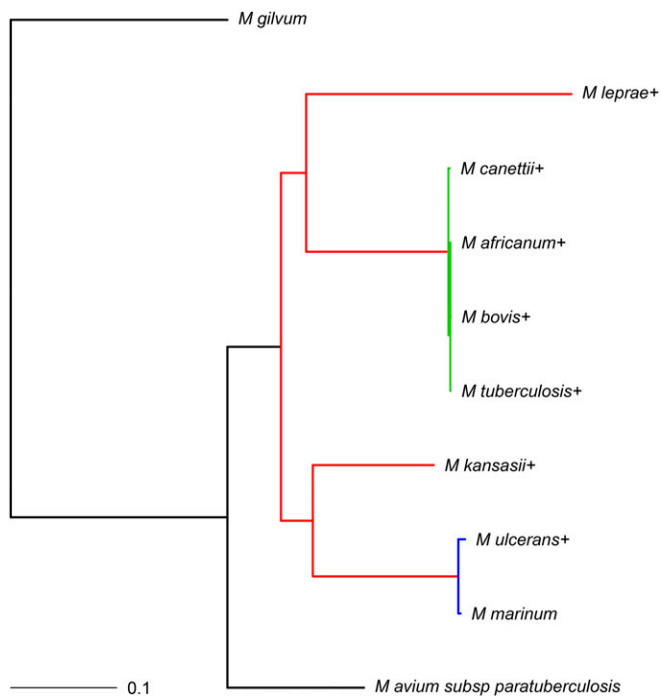 M gilvum
M leprae+
M canettii+
M africanum+
M bovis+
M tuberculosis+
M kansasii+
M ulcerans+
M marinum
M avium subsp paratuberculosis
0.1